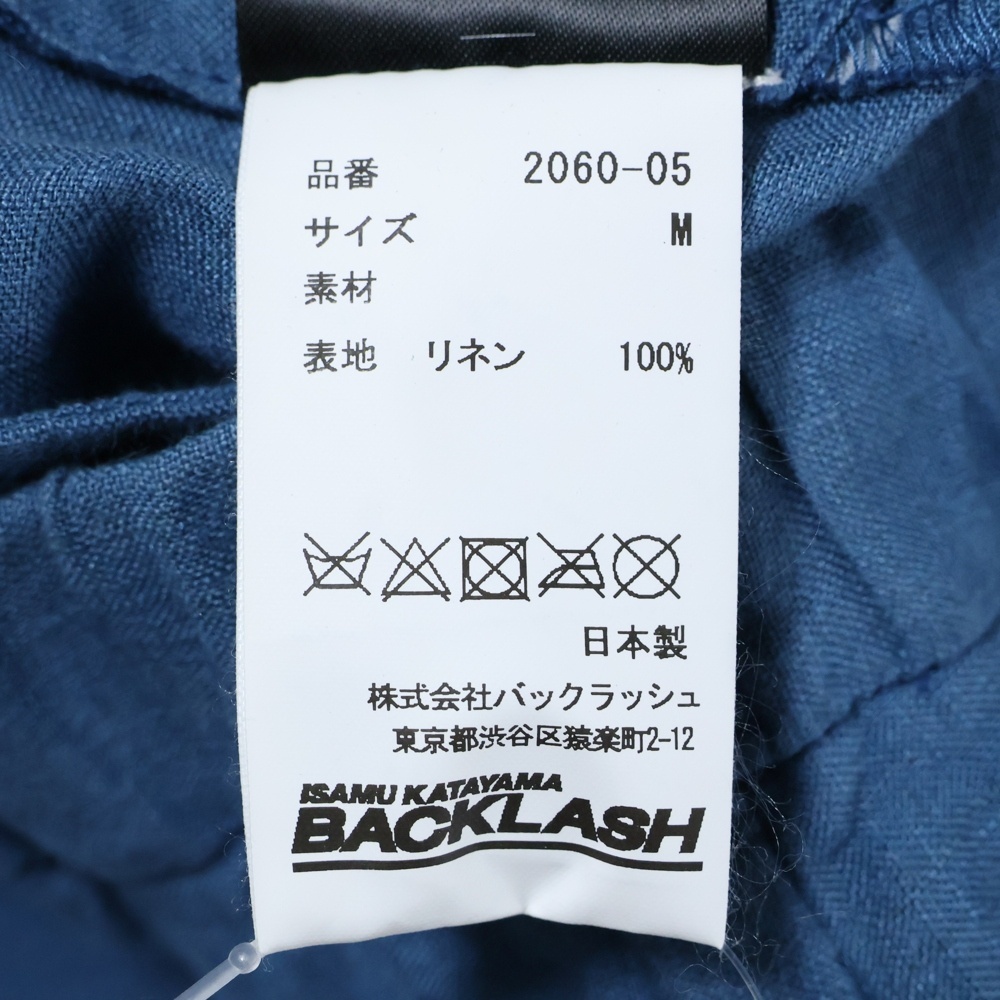 品番 2060-05
サイズ M
素材
表地 リネン 100%
日本製
株式会社バックラッシュ
東京都渋谷区猿楽町2-12
ISAMU KATAYAMA
BACKLASH